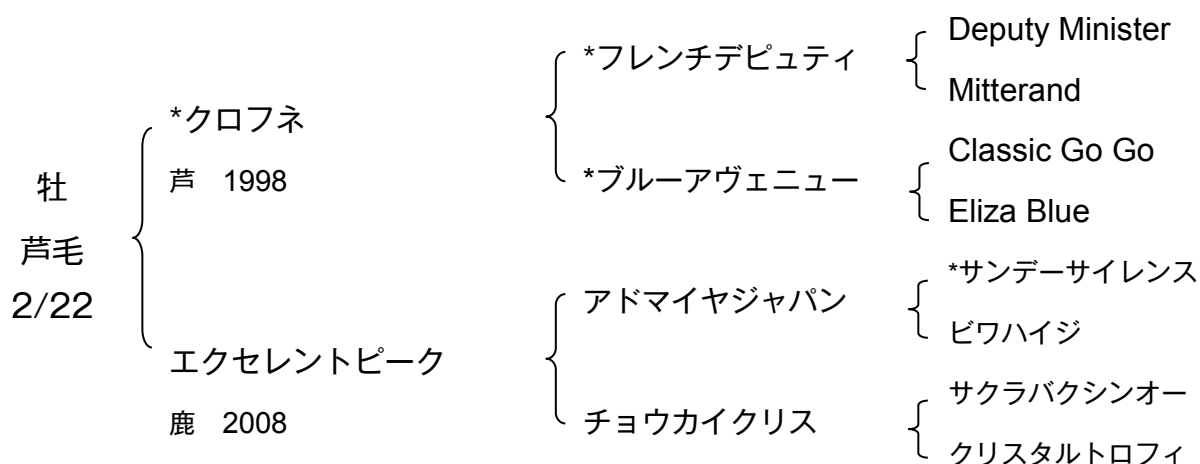 牡
芦毛
2/22
*クロフネ
芦 1998
エクセレントピーク
鹿 2008
*フレンチデピュティ
*ブルーアヴェニュー
アドマイヤジャパン
チョウカイクリス
Deputy Minister
Mitterand
Classic Go Go
Eliza Blue
*サンデーサイレンス
ビワハイジ
サクラバクシンオー
クリスタルトロフィ